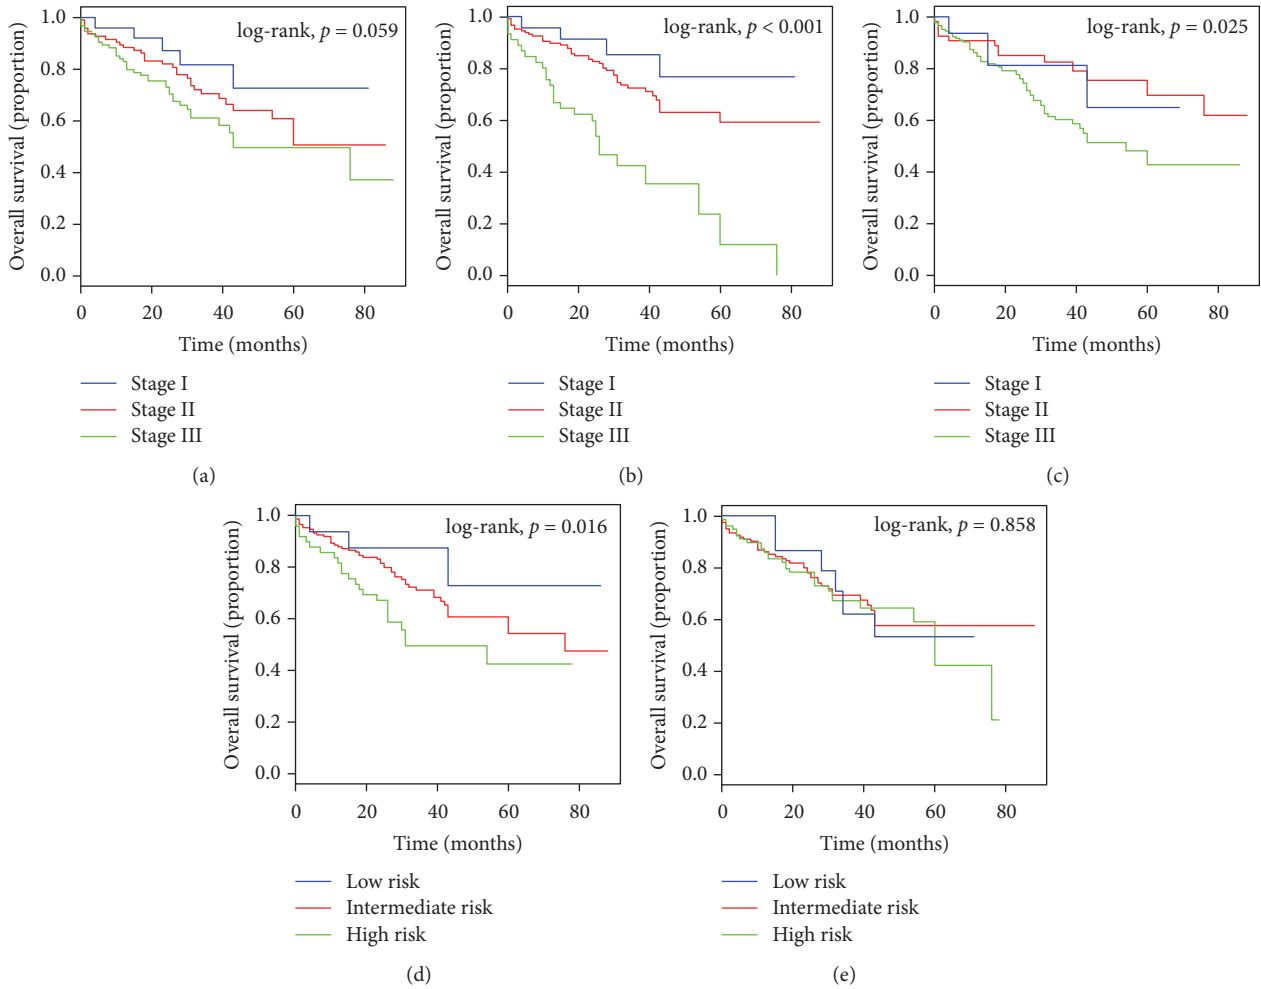 log-rank, p = 0.059
Overall survival (proportion)
1.0
0.8
0.6
0.4
0.2
0.0
0 20 40 60 80
Time (months)
Stage I
Stage II
Stage III
(a)
log-rank, p < 0.001
Overall survival (proportion)
1.0
0.8
0.6
0.4
0.2
0.0
0 20 40 60 80
Time (months)
Stage I
Stage II
Stage III
(b)
log-rank, p = 0.025
Overall survival (proportion)
1.0
0.8
0.6
0.4
0.2
0.0
0 20 40 60 80
Time (months)
Stage I
Stage II
Stage III
(c)
log-rank, p = 0.016
Overall survival (proportion)
1.0
0.8
0.6
0.4
0.2
0.0
0 20 40 60 80
Time (months)
Low risk
Intermediate risk
High risk
(d)
log-rank, p = 0.858
Overall survival (proportion)
1.0
0.8
0.6
0.4
0.2
0.0
0 20 40 60 80
Time (months)
Low risk
Intermediate risk
High risk
(e)